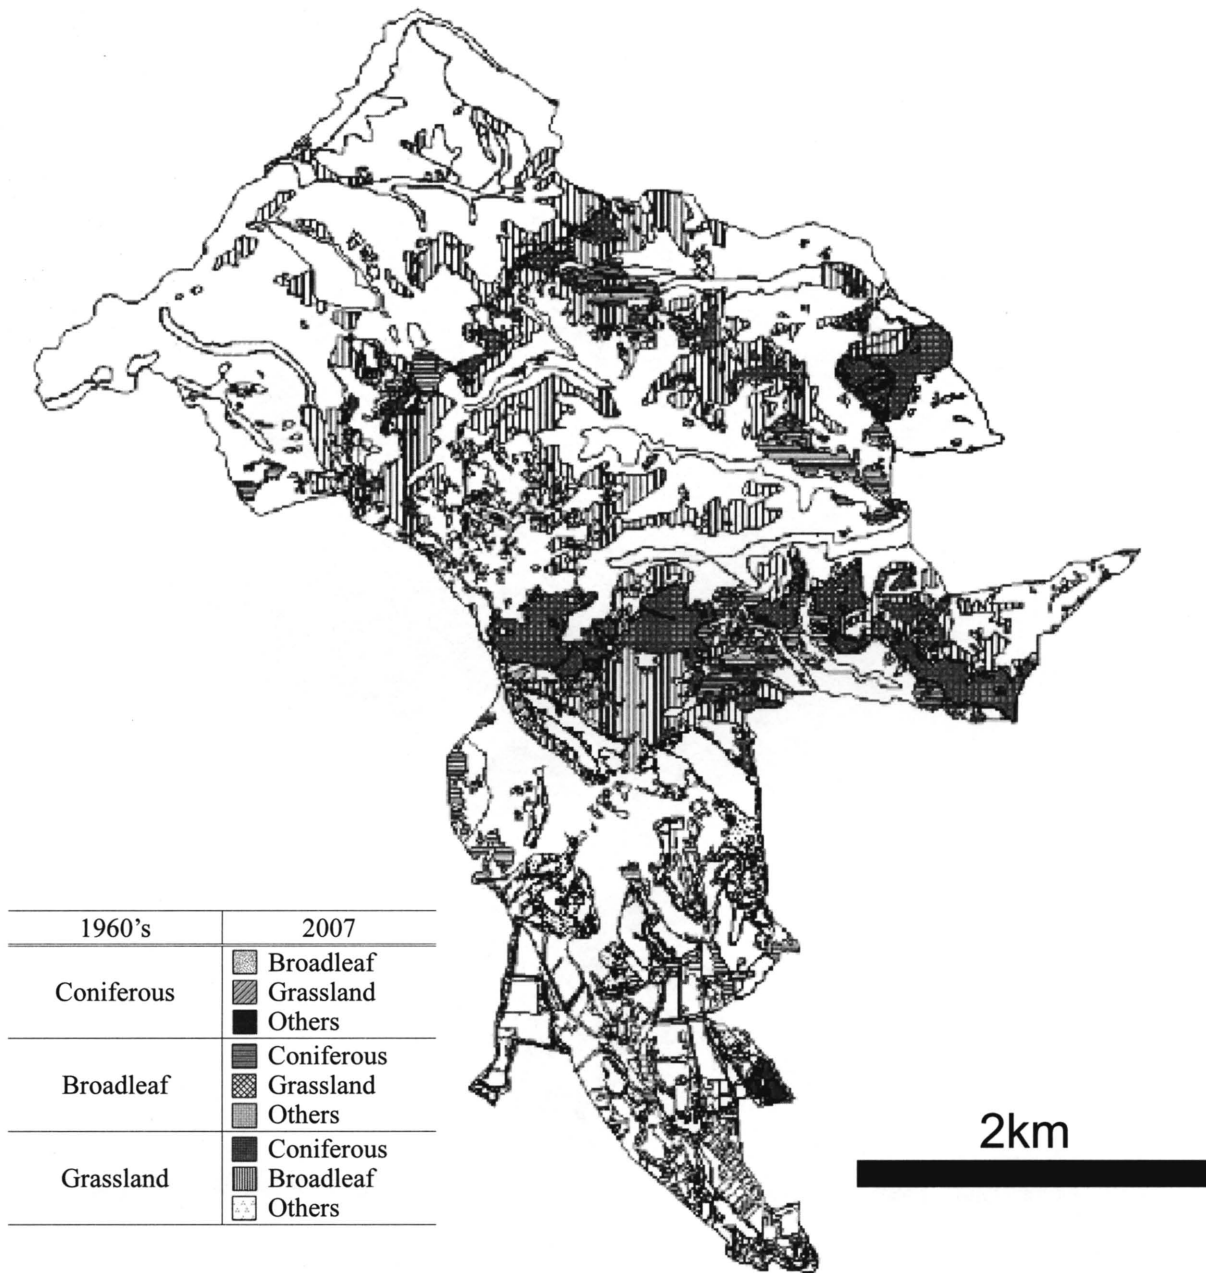 1960's 2007
Coniferous
Broadleaf
Grassland
Others
Broadleaf
Coniferous
Grassland
Others
Grassland
Coniferous
Broadleaf
Others
2km